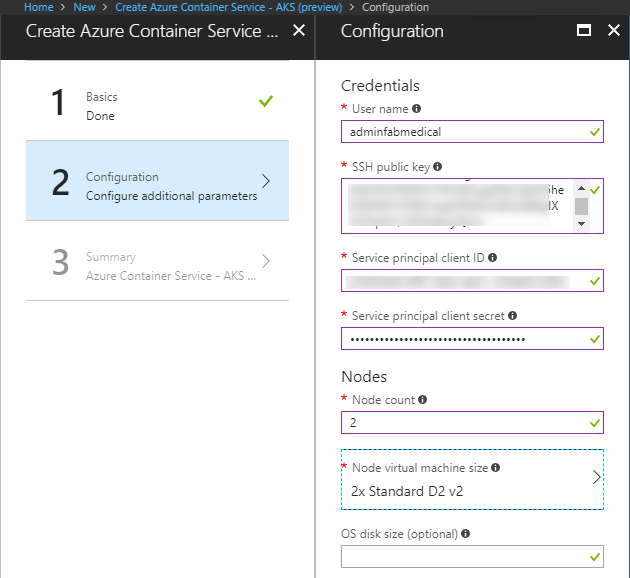 Home > New > Create Azure Container Service - AKS (preview) > Configuration
Create Azure Container Service ...
Configuration
1
Basics
Done
2
Configuration
Configure additional parameters
3
Summary
Azure Container Service - AKS ...
Credentials
* User name
adminfabmedical
* SSH public key
* Service principal client ID
* Service principal client secret
••••••••••••••••••••••••••••••••••••
Nodes
* Node count
2
* Node virtual machine size
2x Standard D2 v2
OS disk size (optional)